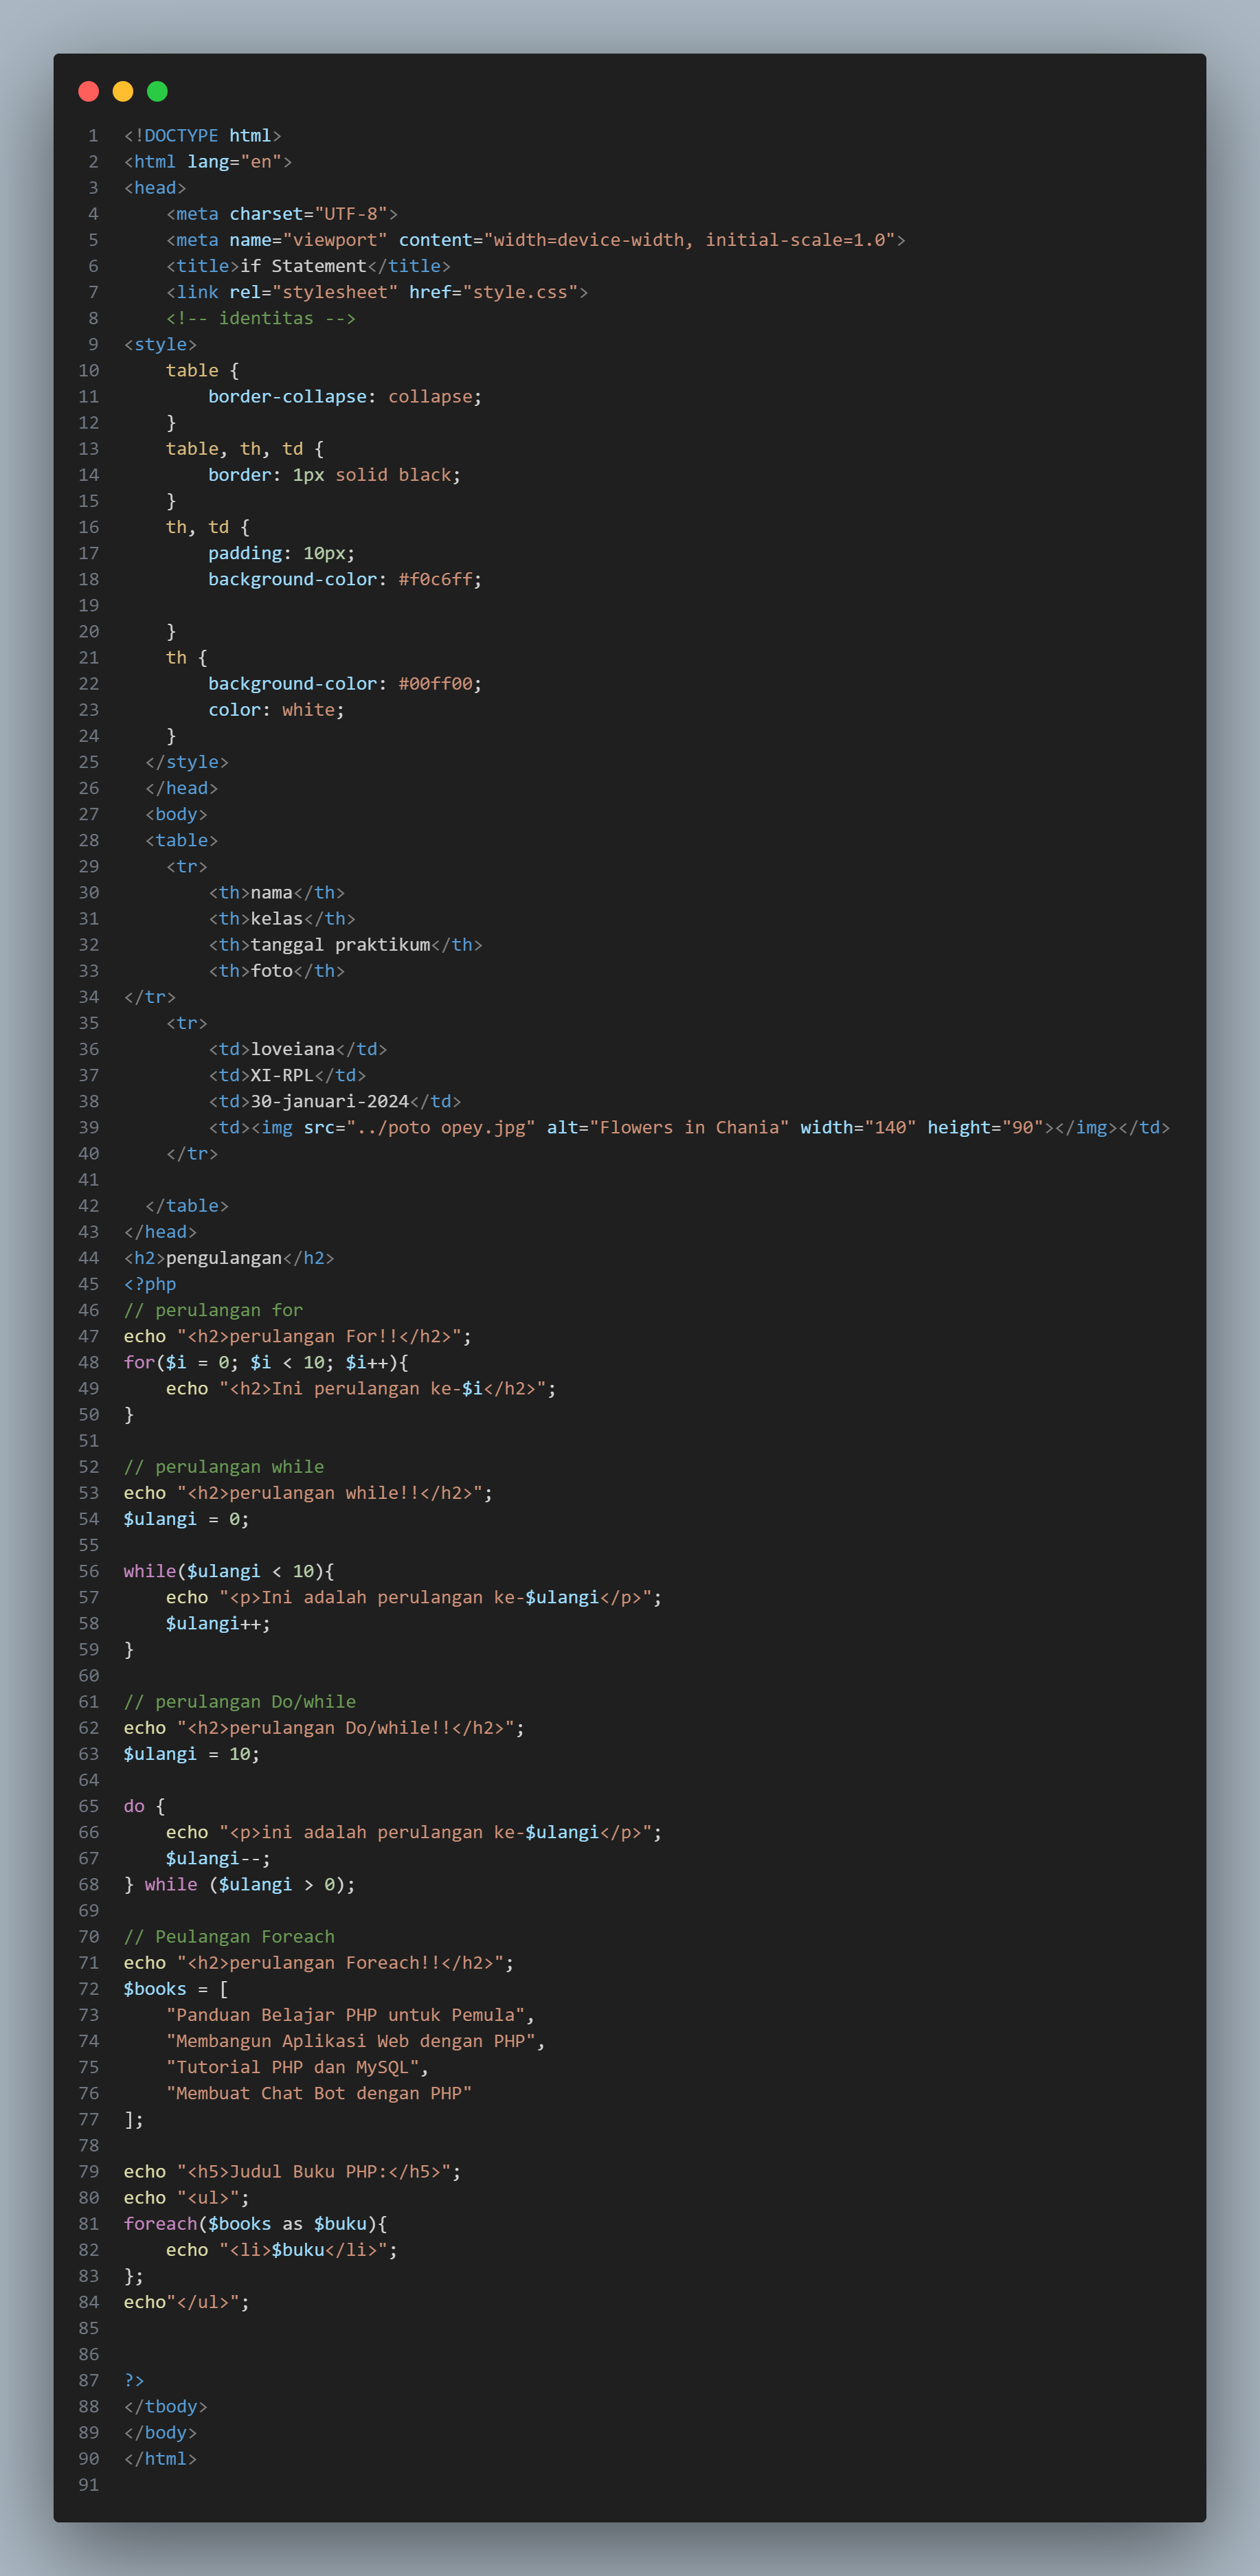 1 <!DOCTYPE html>
2 <html lang="en">
3 <head>
4     <meta charset="UTF-8">
5     <meta name="viewport" content="width=device-width, initial-scale=1.0">
6     <title>if Statement</title>
7     <link rel="stylesheet" href="style.css">
8     <!-- identitas -->
9 <style>
10     table {
11         border-collapse: collapse;
12     }
13     table, th, td {
14         border: 1px solid black;
15     }
16     th, td {
17         padding: 10px;
18         background-color: #f0c6ff;
19
20     }
21     th {
22         background-color: #00ff00;
23         color: white;
24     }
25   </style>
26   </head>
27   <body>
28   <table>
29     <tr>
30         <th>nama</th>
31         <th>kelas</th>
32         <th>tanggal praktikum</th>
33         <th>foto</th>
34 </tr>
35     <tr>
36         <td>loveiana</td>
37         <td>XI-RPL</td>
38         <td>30-januari-2024</td>
39         <td><img src="../poto opey.jpg" alt="Flowers in Chania" width="140" height="90"></img></td>
40     </tr>
41
42   </table>
43 </head>
44 <h2>pengulangan</h2>
45 <?php
46 // perulangan for
47 echo "<h2>perulangan For!!</h2>";
48 for($i = 0; $i < 10; $i++){
49     echo "<h2>Ini perulangan ke-$i</h2>";
50 }
51
52 // perulangan while
53 echo "<h2>perulangan while!!</h2>";
54 $ulangi = 0;
55
56 while($ulangi < 10){
57     echo "<p>Ini adalah perulangan ke-$ulangi</p>";
58     $ulangi++;
59 }
60
61 // perulangan Do/while
62 echo "<h2>perulangan Do/while!!</h2>";
63 $ulangi = 10;
64
65 do {
66     echo "<p>ini adalah perulangan ke-$ulangi</p>";
67     $ulangi--;
68 } while ($ulangi > 0);
69
70 // Peulangan Foreach
71 echo "<h2>perulangan Foreach!!</h2>";
72 $books = [
73     "Panduan Belajar PHP untuk Pemula",
74     "Membangun Aplikasi Web dengan PHP",
75     "Tutorial PHP dan MySQL",
76     "Membuat Chat Bot dengan PHP"
77 ];
78
79 echo "<h5>Judul Buku PHP:</h5>";
80 echo "<ul>";
81 foreach($books as $buku){
82     echo "<li>$buku</li>";
83 };
84 echo"</ul>";
85
86
87 ?>
88 </tbody>
89 </body>
90 </html>
91